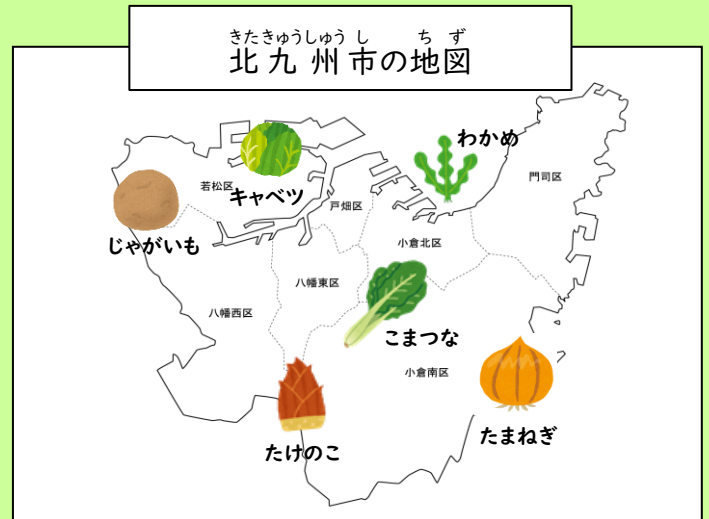 きたきゅうしゅう し ち ず
北九州市の地図
わかめ
門司区
若松区
キャベツ
戸畑区
じゃがいも
小倉北区
八幡東区
八幡西区
こまつな
小倉南区
たまねぎ
たけのこ